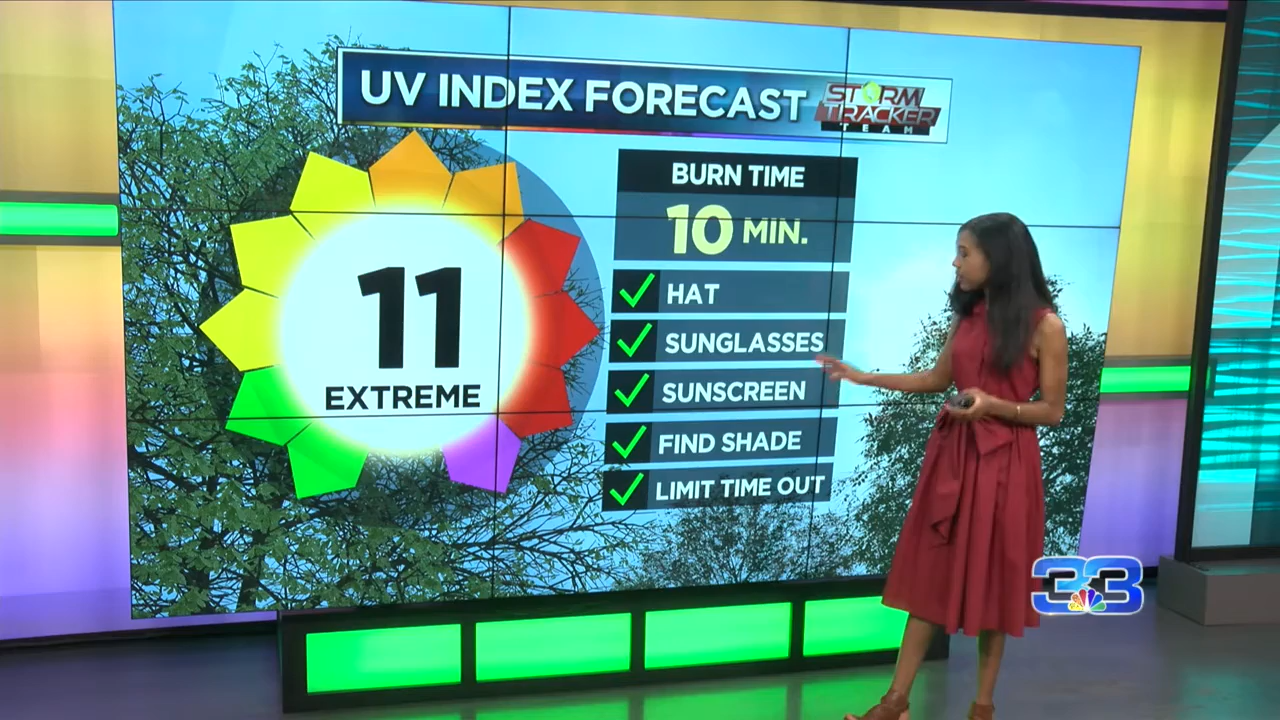 UV INDEX FORECAST
STORM
TRACKER
TEAM
BURN TIME
10 MIN.
HAT
SUNGLASSES
SUNSCREEN
FIND SHADE
LIMIT TIME OUT
11
EXTREME
33